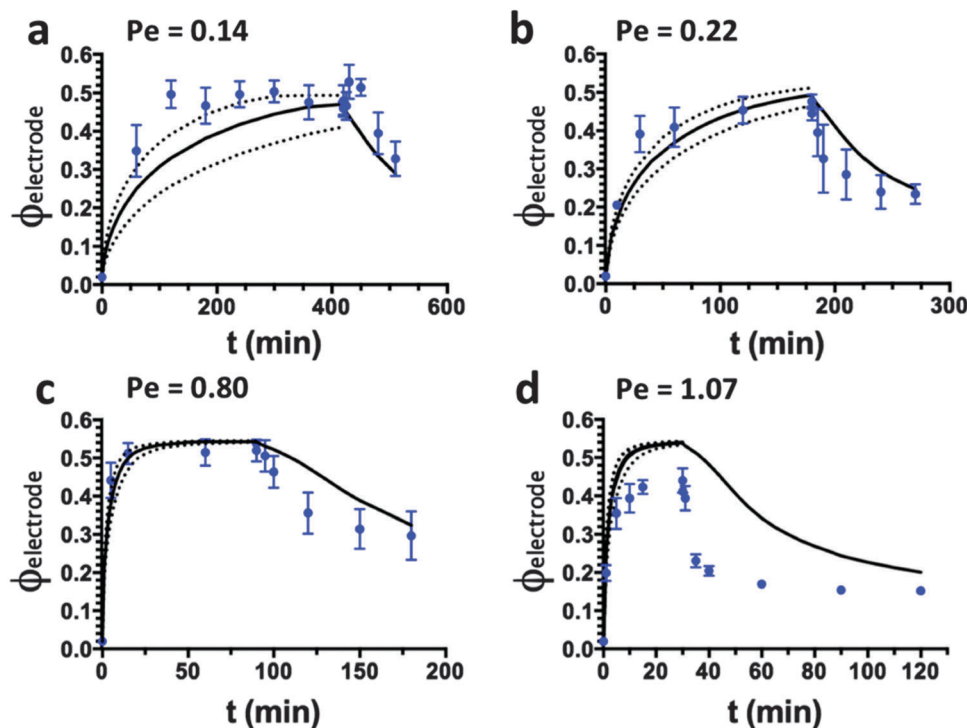 a Pe = 0.14
0.6
0.5
0.4
0.3
0.2
0.1
0.0
ϕelectrode
0 200 400 600
t (min)
b Pe = 0.22
0.6
0.5
0.4
0.3
0.2
0.1
0.0
ϕelectrode
0 100 200 300
t (min)
c Pe = 0.80
0.6
0.5
0.4
0.3
0.2
0.1
0.0
ϕelectrode
0 50 100 150 200
t (min)
d Pe = 1.07
0.6
0.5
0.4
0.3
0.2
0.1
0.0
ϕelectrode
0 20 40 60 80 100 120
t (min)